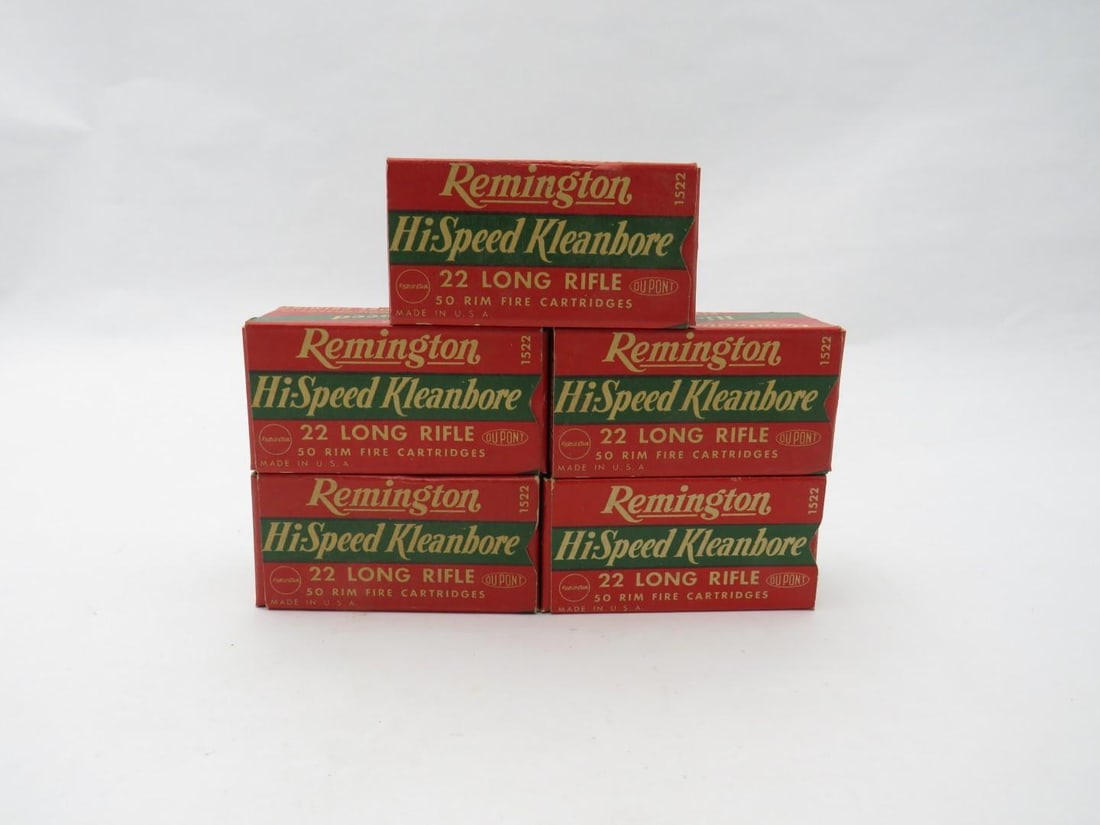 Remington
1522
Hi-Speed Kleanbore
22 LONG RIFLE
DU PONT
50 RIM FIRE CARTRIDGES
MADE IN U.S.A.
Remington
1522
Hi-Speed Kleanbore
22 LONG RIFLE
DU PONT
50 RIM FIRE CARTRIDGES
MADE IN U.S.A
Remington
1522
Hi-Speed Kleanbore
22 LONG RIFLE
DU PONT
50 RIM FIRE CARTRIDGES
MADE IN U.S.A
Remington
1522
Hi-Speed Kleanbore
22 LONG RIFLE
DU PONT
50 RIM FIRE CARTRIDGES
MADE IN U.S.A.
Remington
1522
Hi-Speed Kleanbore
22 LONG RIFLE
DU PONT
50 RIM FIRE CARTRIDGES
MADE IN U.S.A.